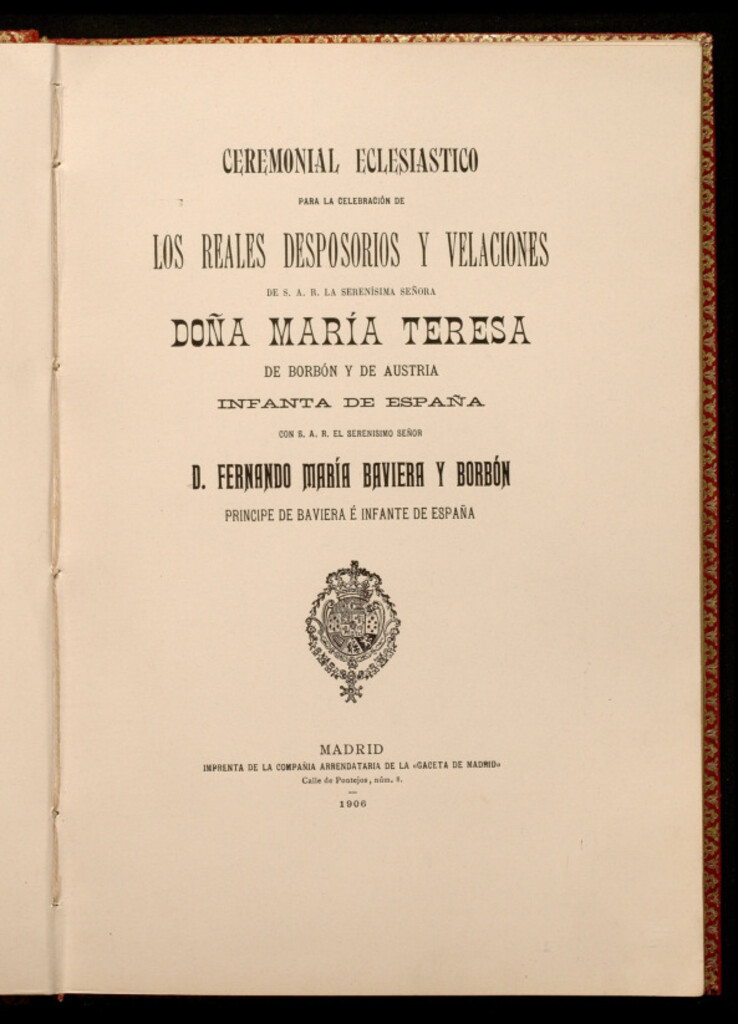 CEREMONIAL ECLESIASTICO
PARA LA CELEBRACIÓN DE
LOS REALES DESPOSORIOS Y VELACIONES
DE S. A. R. LA SERENÍSIMA SEÑORA
DOÑA MARÍA TERESA
DE BORBÓN Y DE AUSTRIA
INFANTA DE ESPAÑA
CON S. A. R. EL SERENISIMO SEÑOR
D. FERNANDO MARÍA BAVIERA Y BORBÓN
PRINCIPE DE BAVIERA É INFANTE DE ESPAÑA
MADRID
IMPRENTA DE LA COMPAÑIA ARRENDATARIA DE LA «GACETA DE MADRID»
Calle de Pontejos, núm. 8.
1906